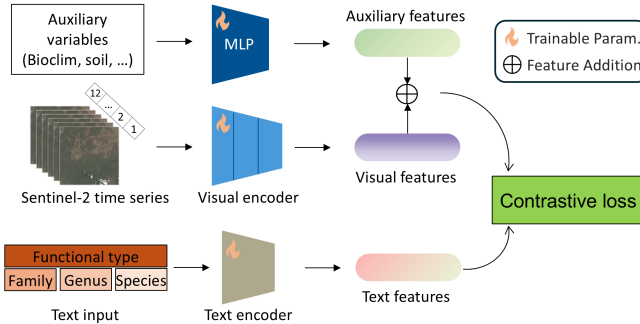 Auxiliary
variables
(Bioclim, soil, …)
MLP
Auxiliary features
Trainable Param.
Feature Addition
12
...
2
1
Sentinel-2 time series
Visual encoder
Visual features
Contrastive loss
Functional type
Family
Genus
Species
Text input
Text encoder
Text features